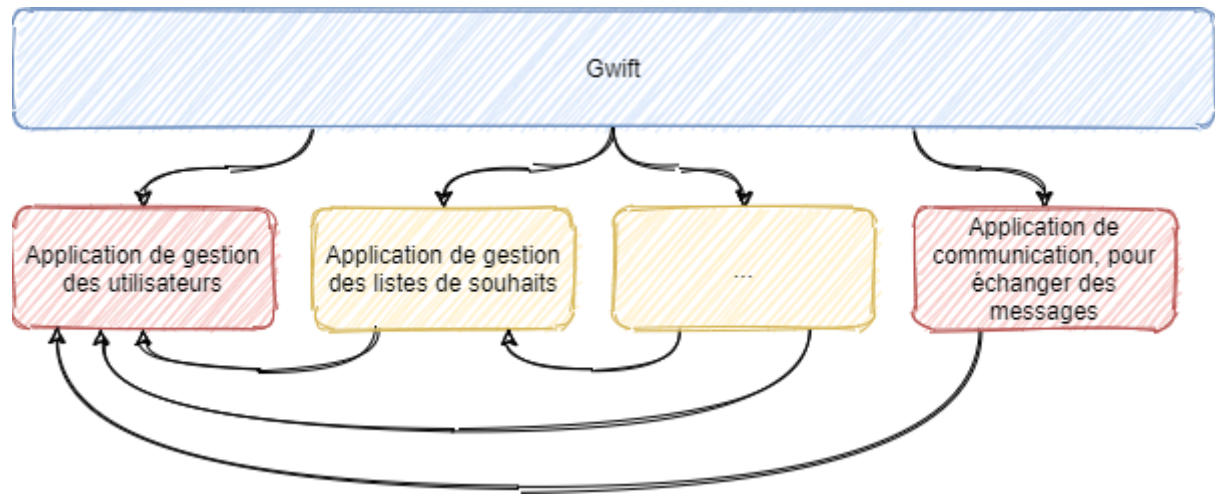 Gwift
Application de gestion
des utilisateurs
Application de gestion
des listes de souhaits
...
Application de
communication, pour
échanger des
messages